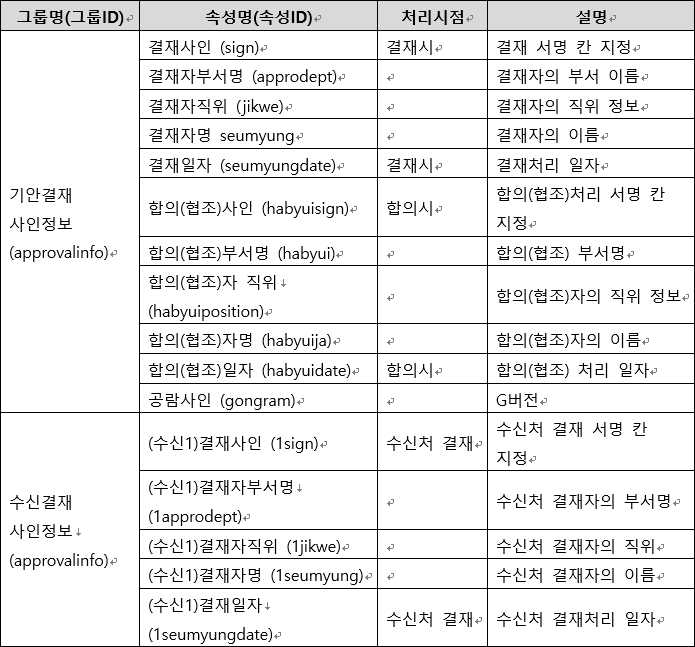 그룹명(그룹ID) 속성명(속성ID) 처리시점 설명
기안결재
사인정보
(approvalinfo)
결재사인 (sign) 결재시 결재 서명 칸 지정
결재자부서명 (approdept) 결재자의 부서 이름
결재자직위 (jikwe) 결재자의 직위 정보
결재자명 seumyung 결재자의 이름
결재일자 (seumyungdate) 결재시 결재처리 일자
합의(협조)사인 (habyuisign) 합의시 합의(협조)처리 서명 칸
지정
합의(협조)부서명 (habyui) 합의(협조) 부서명
합의(협조)자 직위
(habyuiposition) 합의(협조)자의 직위 정보
합의(협조)자명 (habyuija) 합의(협조)자의 이름
합의(협조)일자 (habyuidate) 합의시 합의(협조) 처리 일자
공람사인 (gongram) G버전
수신결재
사인정보
(approvalinfo)
(수신1)결재사인 (1sign) 수신처 결재 수신처 결재 서명 칸
지정
(수신1)결재자부서명
(1approdept) 수신처 결재자의 부서명
(수신1)결재자직위 (1jikwe) 수신처 결재자의 직위
(수신1)결재자명 (1seumyung) 수신처 결재자의 이름
(수신1)결재일자
(1seumyungdate) 수신처 결재 수신처 결재처리 일자